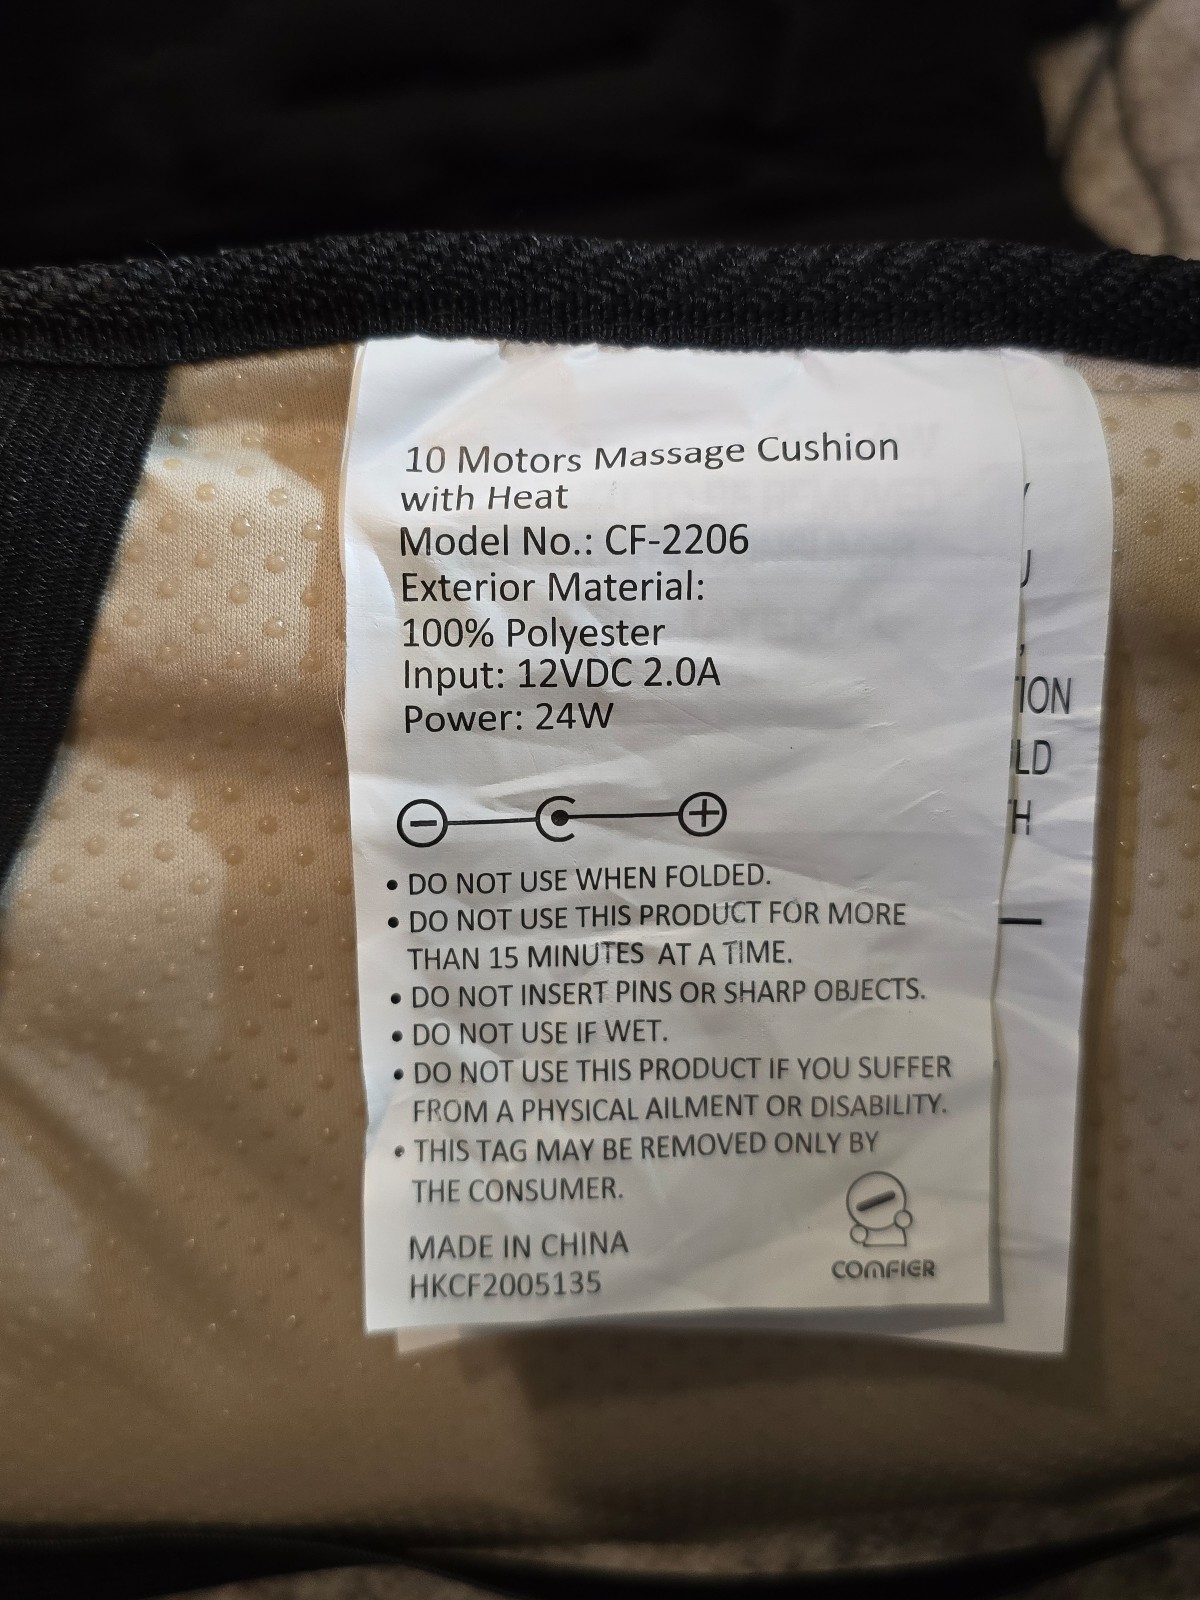 10 Motors Massage Cushion
with Heat
Model No.: CF-2206
Exterior Material:
100% Polyester
Input: 12VDC 2.0A
Power: 24W
• DO NOT USE WHEN FOLDED.
• DO NOT USE THIS PRODUCT FOR MORE
THAN 15 MINUTES AT A TIME.
• DO NOT INSERT PINS OR SHARP OBJECTS.
• DO NOT USE IF WET.
• DO NOT USE THIS PRODUCT IF YOU SUFFER
FROM A PHYSICAL AILMENT OR DISABILITY.
• THIS TAG MAY BE REMOVED ONLY BY
THE CONSUMER.
MADE IN CHINA
HKCF2005135
COMFIER